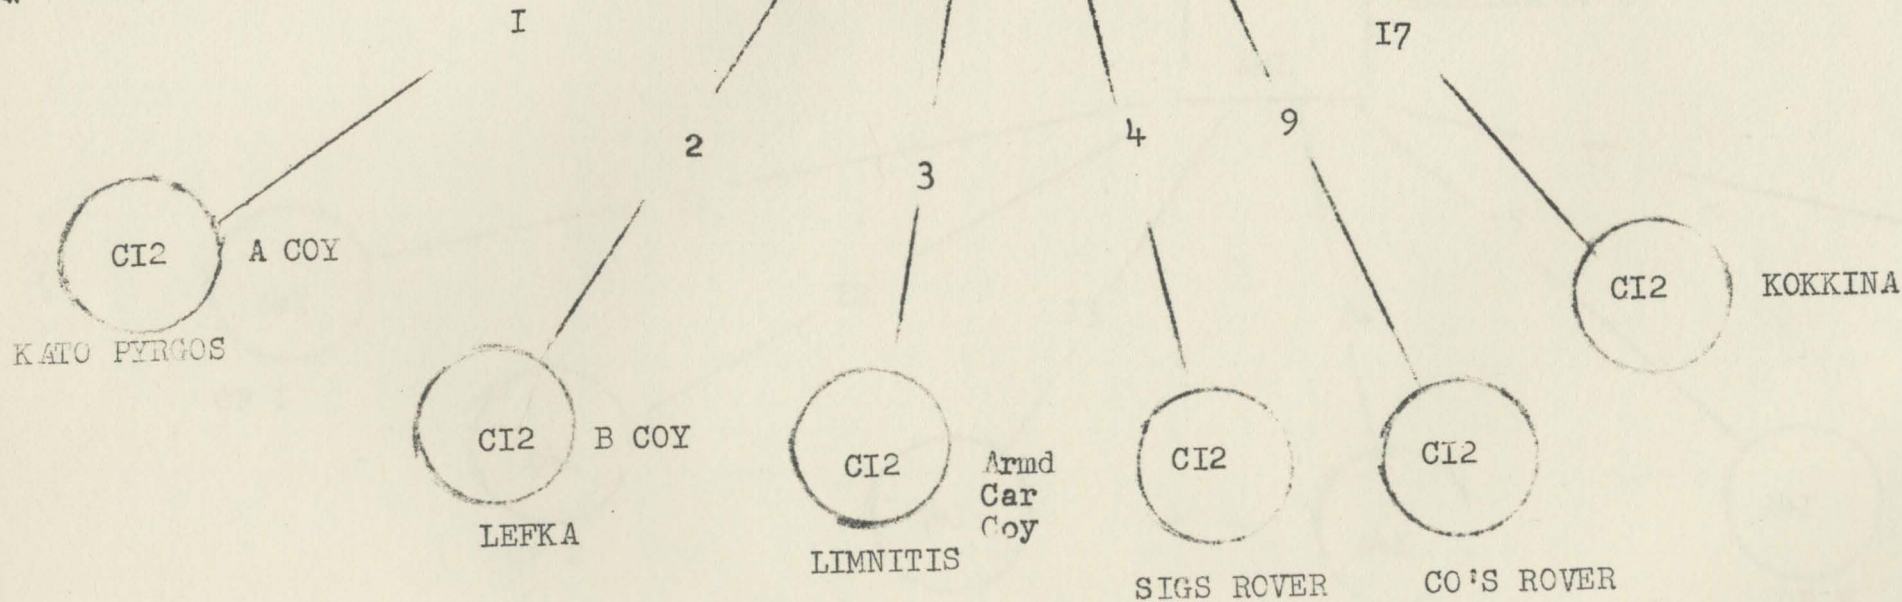 I
I7
2
3
4
9
CI2
A COY
KATO PYRGOS
CI2
B COY
LEFKA
CI2
Armd
Car
Coy
LIMNITIS
CI2
SIGS ROVER
CI2
CO'S ROVER
CI2
KOKKINA